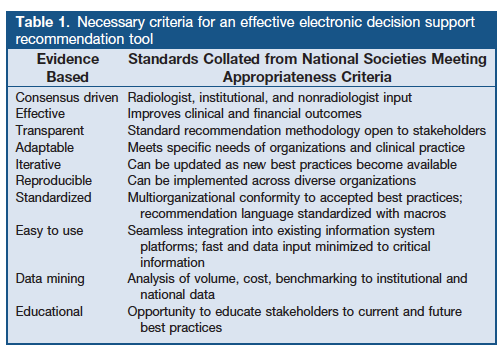 Table 1. Necessary criteria for an effective electronic decision support
recommendation tool
Evidence Standards Collated from National Societies Meeting
Based Appropriateness Criteria
Consensus driven Radiologist, institutional, and nonradiologist input
Effective Improves clinical and financial outcomes
Transparent Standard recommendation methodology open to stakeholders
Adaptable Meets specific needs of organizations and clinical practice
Iterative Can be updated as new best practices become available
Reproducible Can be implemented across diverse organizations
Standardized Multiorganizational conformity to accepted best practices;
recommendation language standardized with macros
Easy to use Seamless integration into existing information system
platforms; fast and data input minimized to critical
information
Data mining Analysis of volume, cost, benchmarking to institutional and
national data
Educational Opportunity to educate stakeholders to current and future
best practices